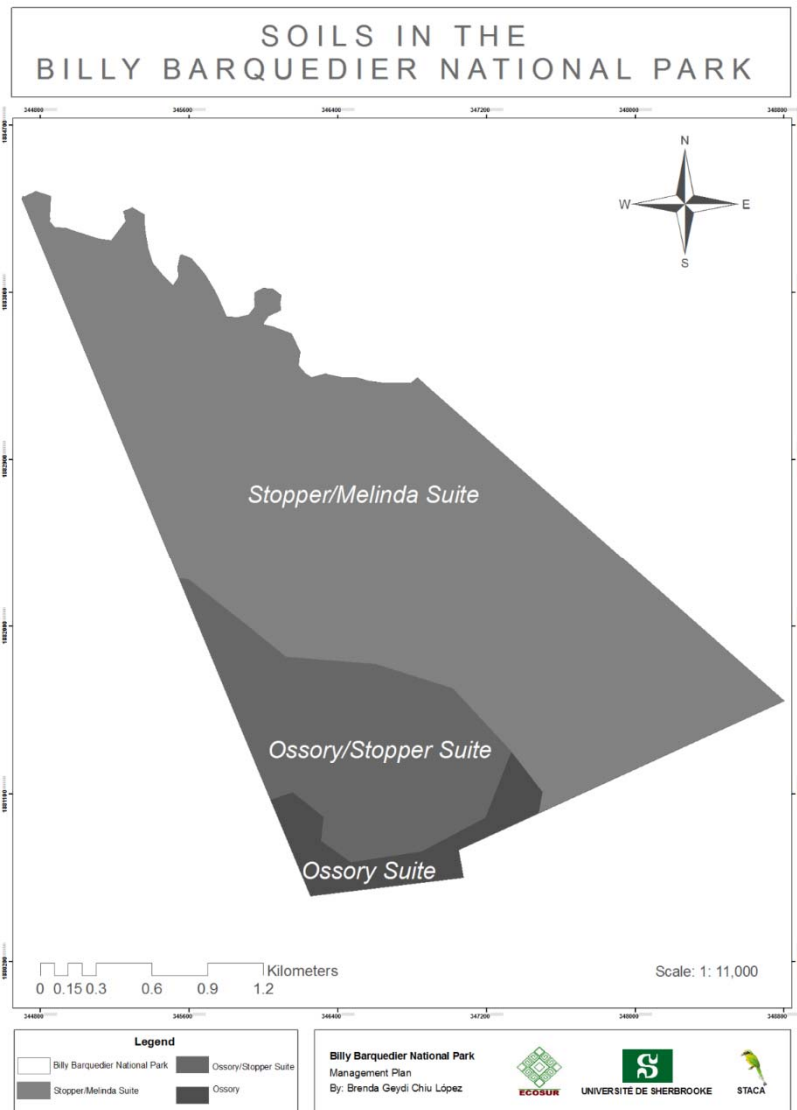 SOILS IN THE
BILLY BARQUEDIER NATIONAL PARK
N
W
E
S
Stopper/Melinda Suite
Ossory/Stopper Suite
Ossory Suite
Kilometers
0 0.15 0.3 0.6 0.9 1.2
Scale: 1: 11,000
Legend
Billy Barquedier National Park
Ossory/Stopper Suite
Stopper/Melinda Suite
Ossory
Billy Barquedier National Park
Management Plan
By: Brenda Geydi Chiu López
ECOSUR
UNIVERSITÉ DE SHERBROOKE
STACA